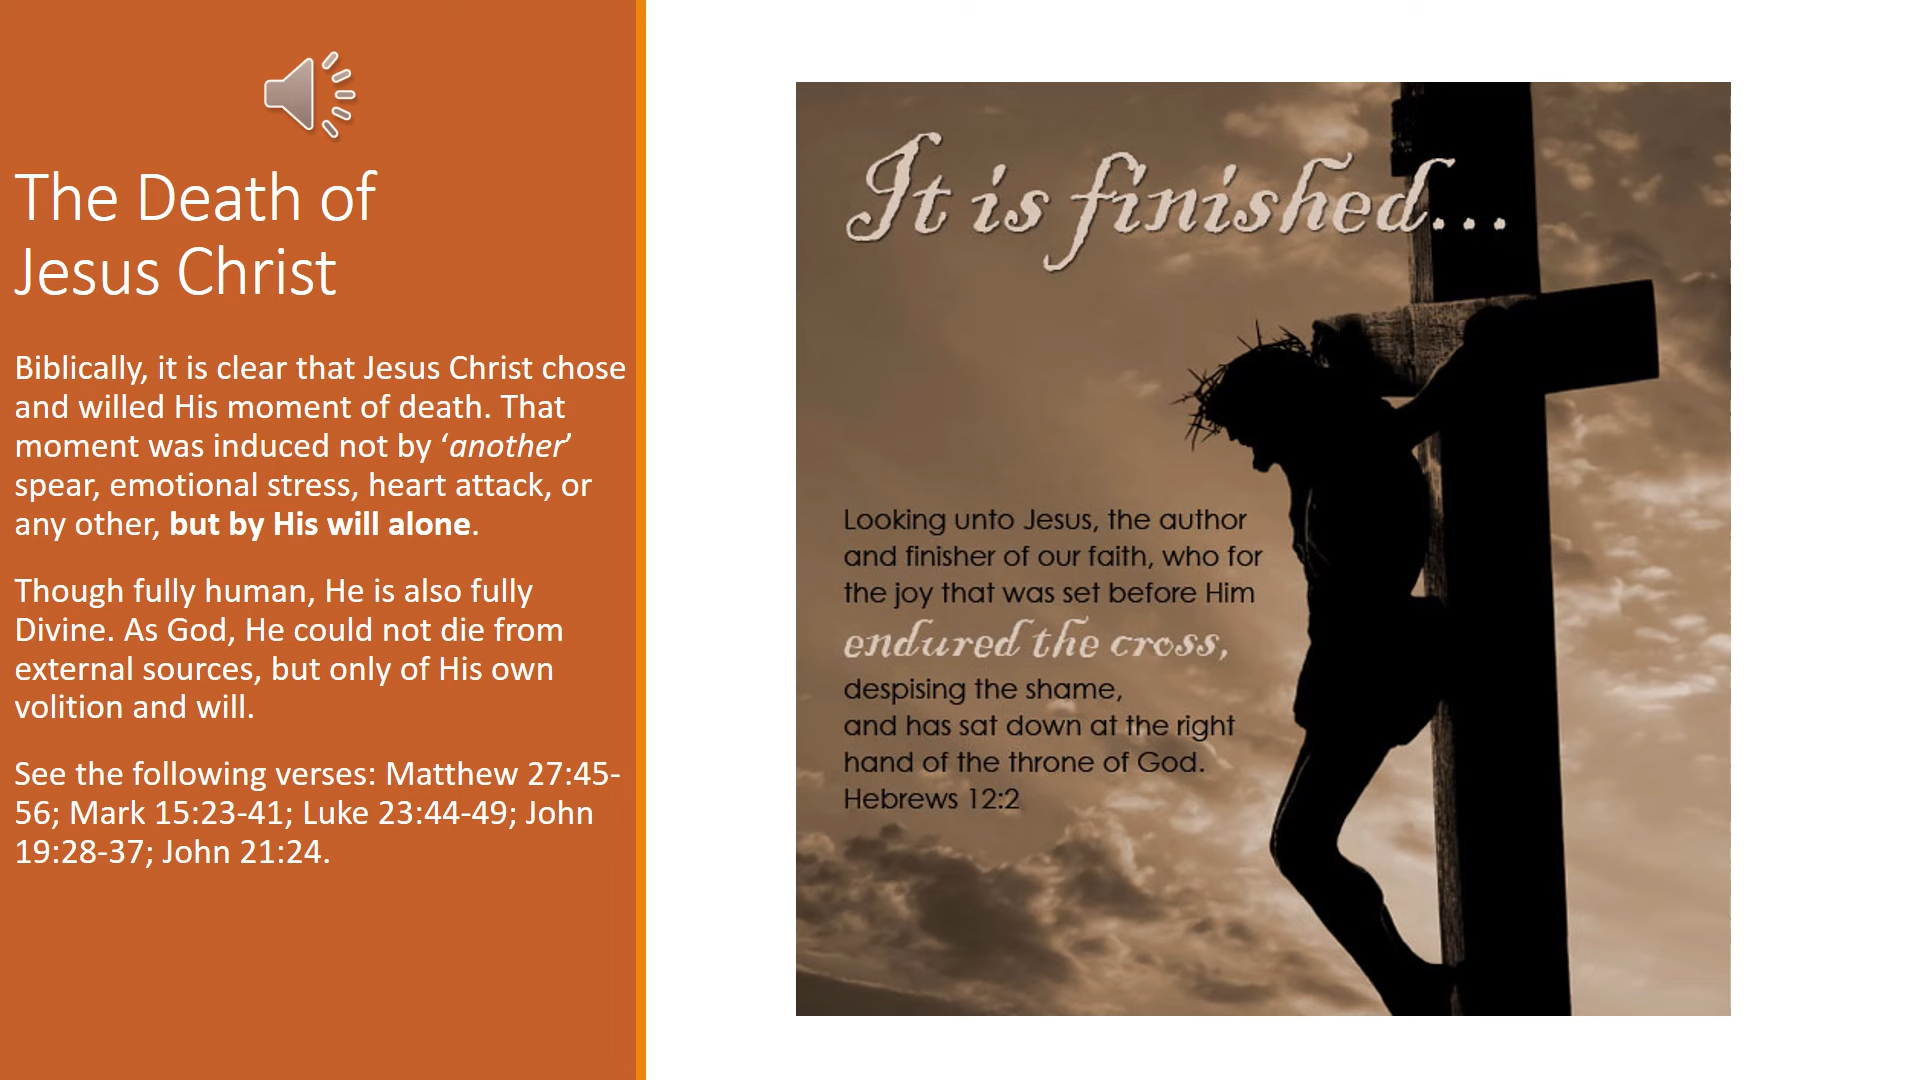 The Death of
Jesus Christ
Biblically, it is clear that Jesus Christ chose
and willed His moment of death. That
moment was induced not by ‘another’
spear, emotional stress, heart attack, or
any other, but by His will alone.
Though fully human, He is also fully
Divine. As God, He could not die from
external sources, but only of His own
volition and will.
See the following verses: Matthew 27:45-
56; Mark 15:23-41; Luke 23:44-49; John
19:28-37; John 21:24.
It is finished...
Looking unto Jesus, the author
and finisher of our faith, who for
the joy that was set before Him
endured the cross,
despising the shame,
and has sat down at the right
hand of the throne of God.
Hebrews 12:2